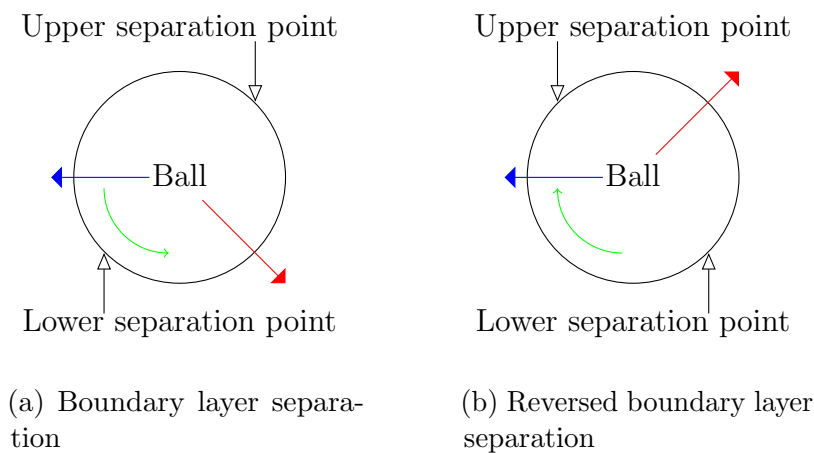 Upper separation point
Ball
Lower separation point
(a) Boundary layer separa-
tion
Upper separation point
Ball
Lower separation point
(b) Reversed boundary layer
separation